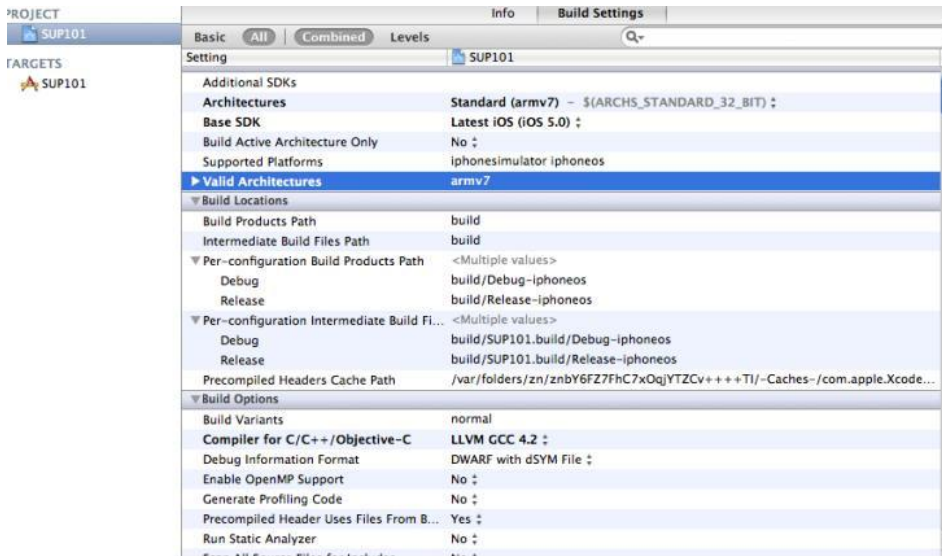 PROJECT
SUP101
TARGETS
SUP101
Info Build Settings
Basic All Combined Levels
Setting SUP101
Additional SDKs
Architectures Standard (armv7) – $(ARCHS_STANDARD_32_BIT)
Base SDK Latest iOS (iOS 5.0)
Build Active Architecture Only No
Supported Platforms iphonesimulator iphoneos
Valid Architectures armv7
Build Locations
Build Products Path build
Intermediate Build Files Path build
Per-configuration Build Products Path <Multiple values>
Debug build/Debug-iphoneos
Release build/Release-iphoneos
Per-configuration Intermediate Build Fi... <Multiple values>
Debug build/SUP101.build/Debug-iphoneos
Release build/SUP101.build/Release-iphoneos
Precompiled Headers Cache Path /var/folders/zn/znbY6FZ7FhC7xOqjYTZCv++++TI/-Caches-/com.apple.Xcode...
Build Options
Build Variants normal
Compiler for C/C++/Objective-C LLVM GCC 4.2
Debug Information Format DWARF with dSYM File
Enable OpenMP Support No
Generate Profiling Code No
Precompiled Header Uses Files From B... Yes
Run Static Analyzer No